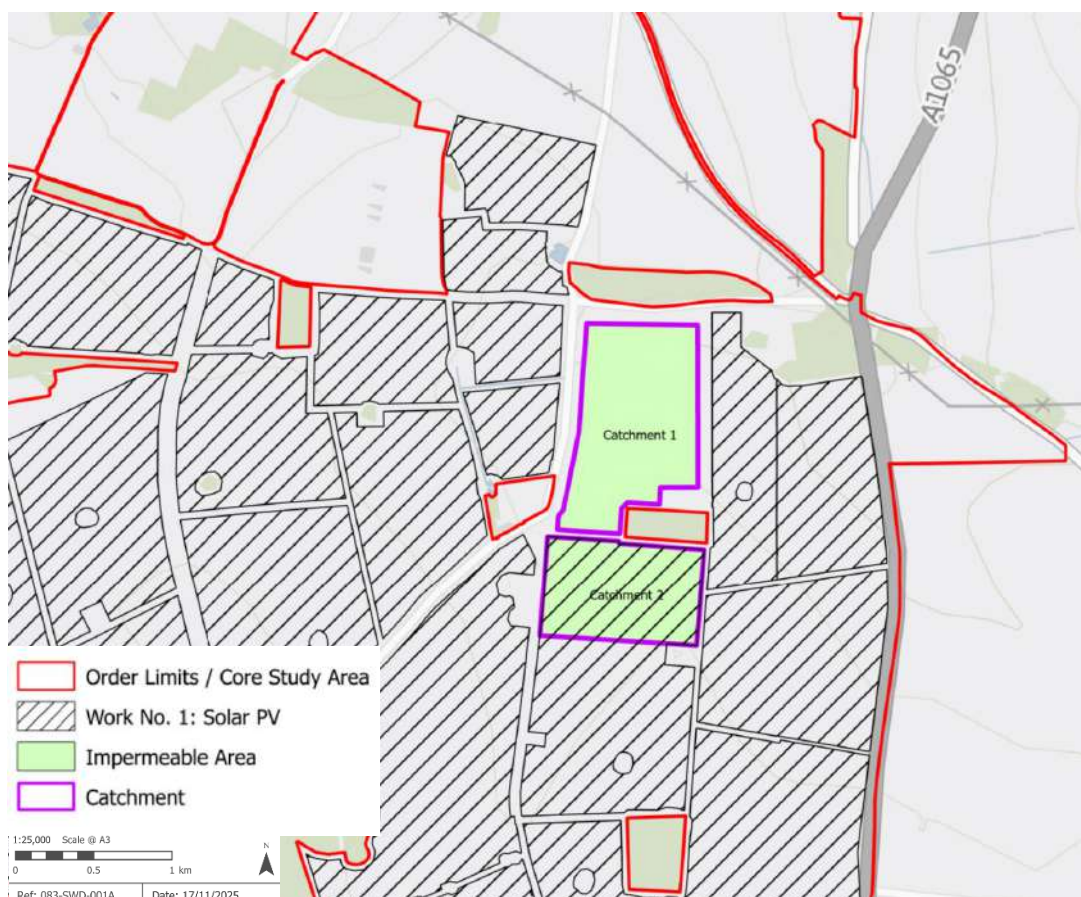 A1065
Catchment 1
Catchment 2
Order Limits / Core Study Area
Work No. 1: Solar PV
Impermeable Area
Catchment
1:25,000 Scale @ A3
N
0 0.5 1 km
Ref: 083-SWD-001A Date: 17/11/2025